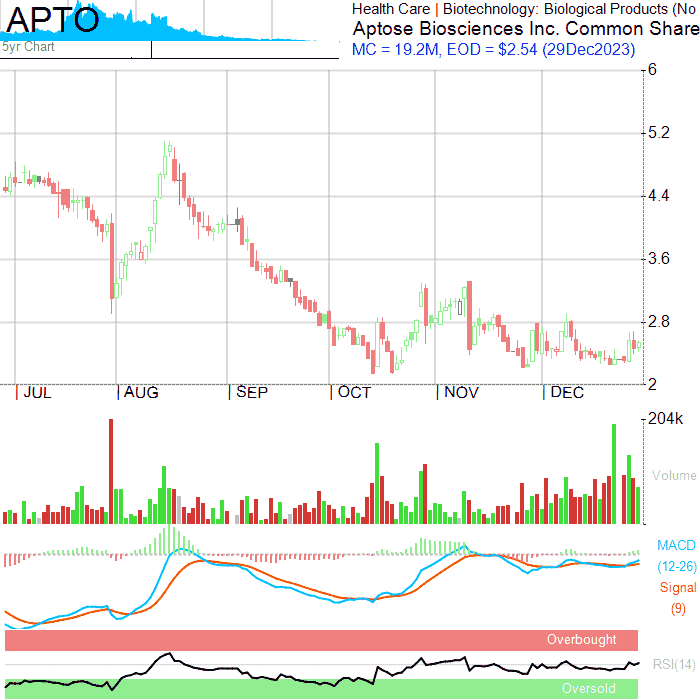 APTO
5yr Chart
Health Care | Biotechnology: Biological Products (No
Aptose Biosciences Inc. Common Share
MC = 19.2M, EOD = $2.54 (29Dec2023)
6
5.2
4.4
3.6
2.8
2
JUL AUG SEP OCT NOV DEC
204k
Volume
MACD
(12-26)
Signal
(9)
Overbought
RSI(14)
Oversold